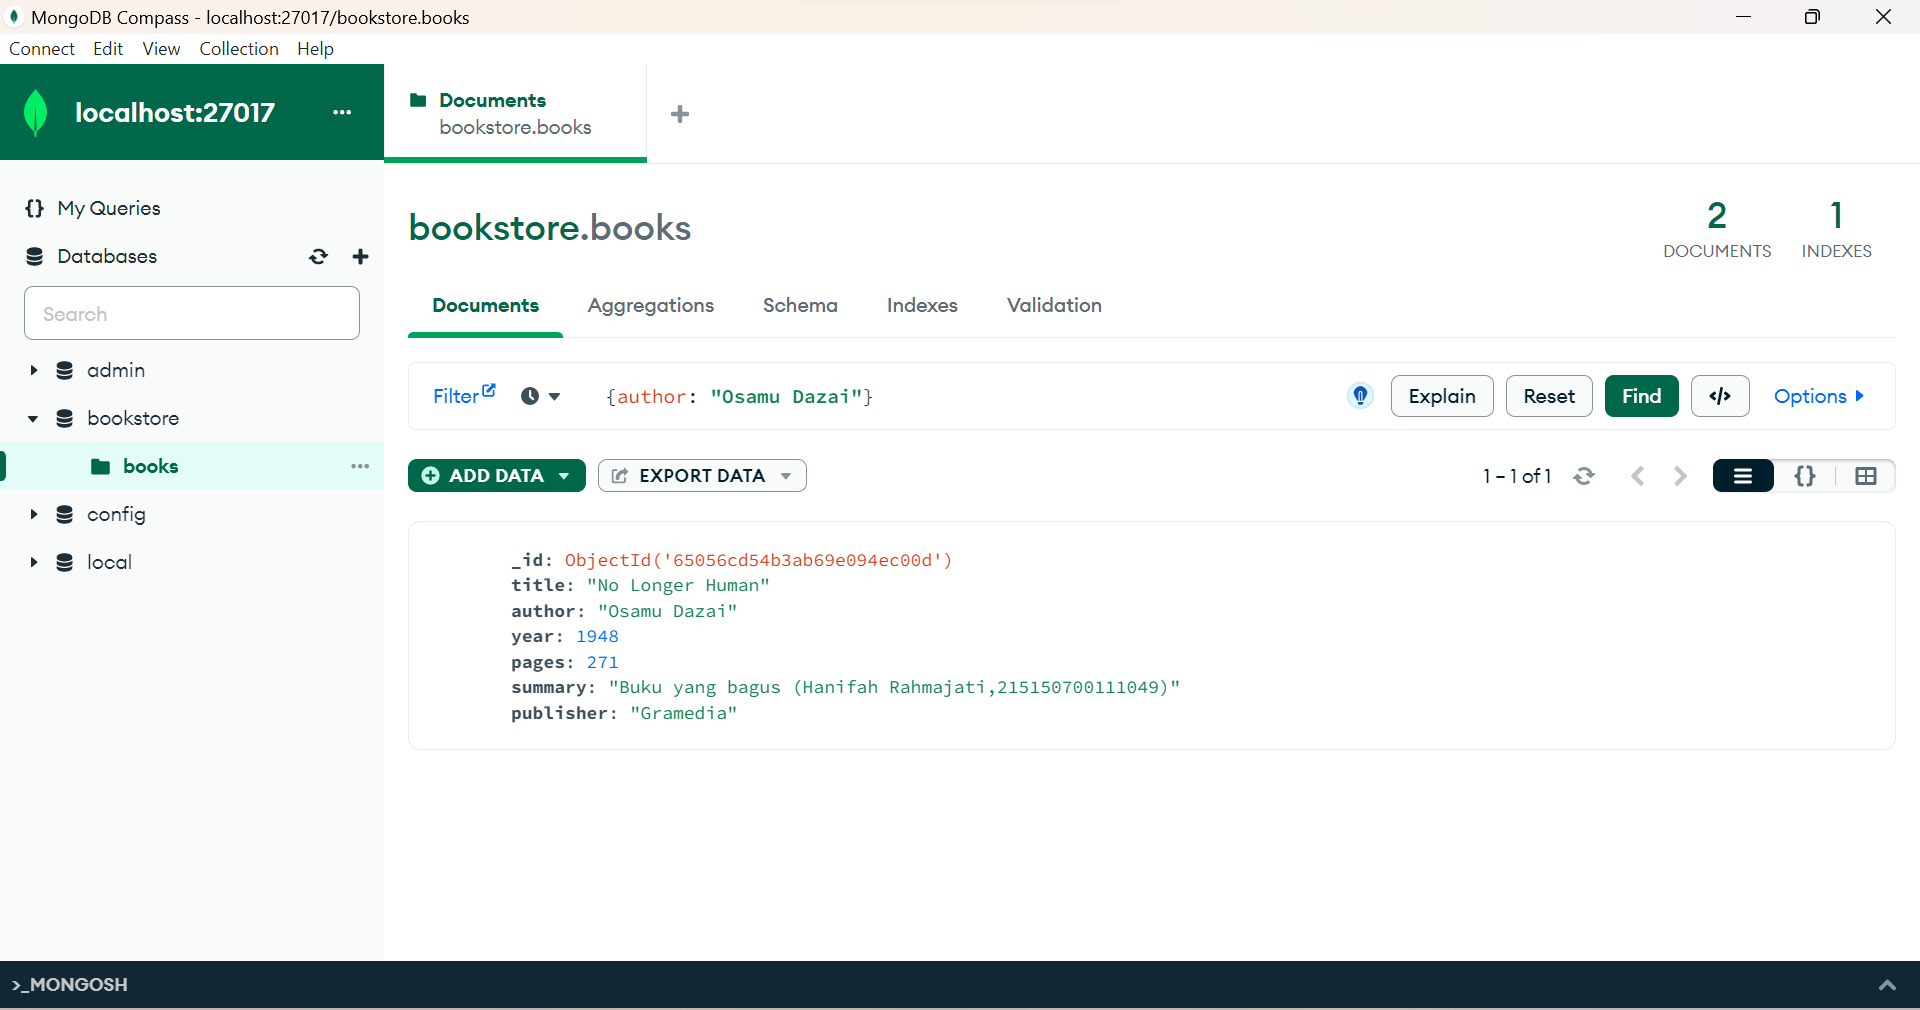 MongoDB Compass - localhost:27017/bookstore.books
Connect Edit View Collection Help
localhost:27017 ...
Documents
bookstore.books
+
{} My Queries
Databases
Search
admin
bookstore
books ...
config
local
bookstore.books
2
DOCUMENTS
1
INDEXES
Documents Aggregations Schema Indexes Validation
Filter {author: "Osamu Dazai"} Explain Reset Find </> Options
ADD DATA EXPORT DATA 1 – 1 of 1 {}
_id: ObjectId('65056cd54b3ab69e094ec00d')
title: "No Longer Human"
author: "Osamu Dazai"
year: 1948
pages: 271
summary: "Buku yang bagus (Hanifah Rahmajati,215150700111049)"
publisher: "Gramedia"
>_MONGOSH